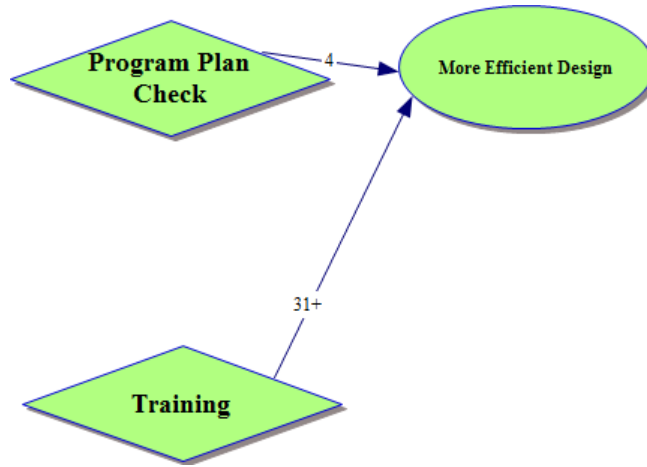 Program Plan
Check
4
More Efficient Design
31+
Training